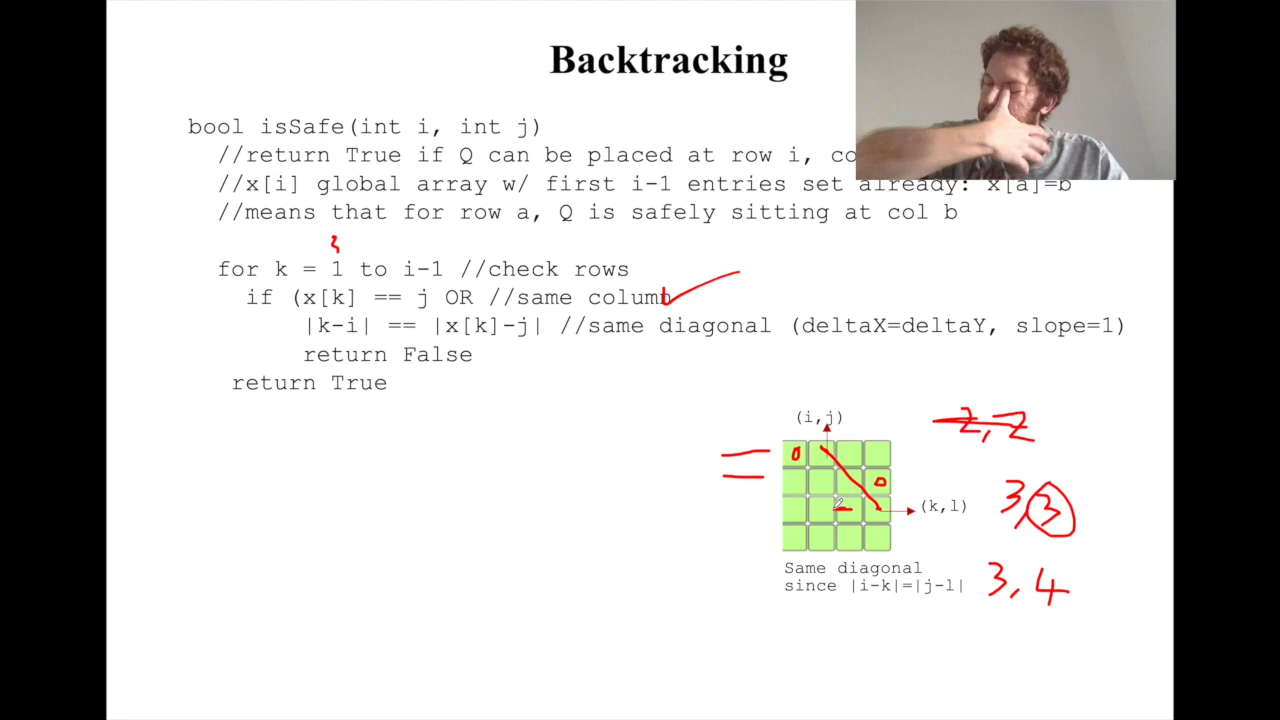 Backtracking
bool isSafe(int i, int j)
//return True if Q can be placed at row i, co
//x[i] global array w/ first i-1 entries set already: x[a]=b
//means that for row a, Q is safely sitting at col b
for k = 1 to i-1 //check rows
if (x[k] == j OR //same column
|k-i| == |x[k]-j| //same diagonal (deltaX=deltaY, slope=1)
return False
return True
(i,j)
2, 2
3, 3
(k,l)
Same diagonal
since |i-k|=|j-l|
3, 4